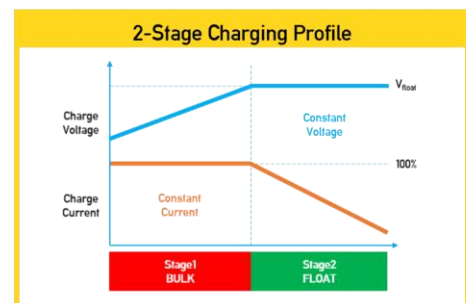 2-Stage Charging Profile
Vfloat
Charge
Voltage
Constant
Voltage
100%
Charge
Current
Constant
Current
Stage1
BULK
Stage2
FLOAT